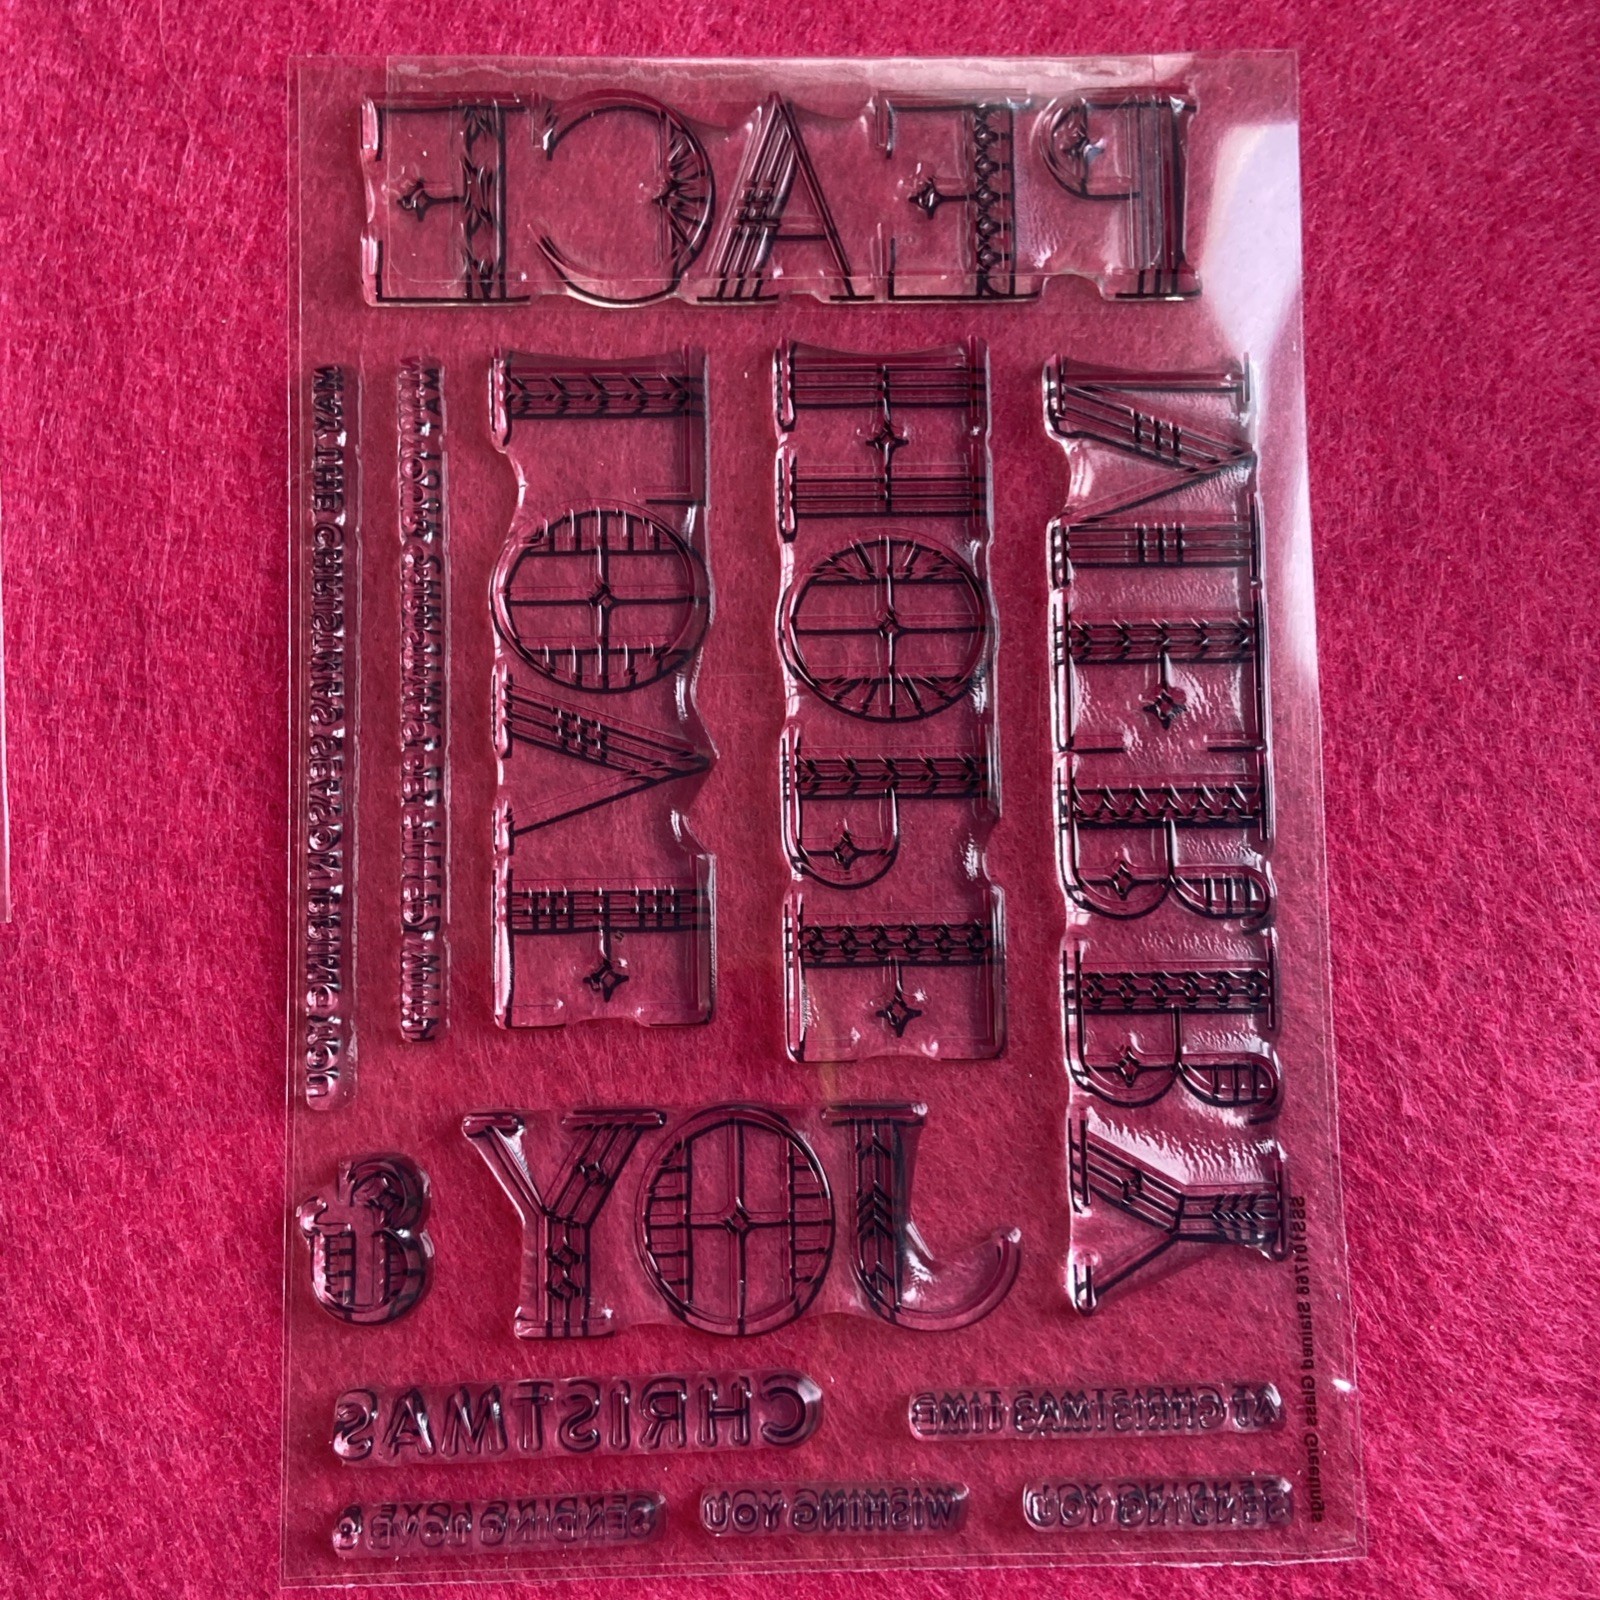 PEACE
MAY THE CHRISTMAS SEASON BRING YOU
MAY YOUR CHRISTMAS BE FILLED WITH
LOVE
HOPE
MERRY
&
JOY
CHRISTMAS
AT CHRISTMAS TIME
SENDING LOVE &
WISHING YOU
SENDING YOU
Stained Glass Greetings